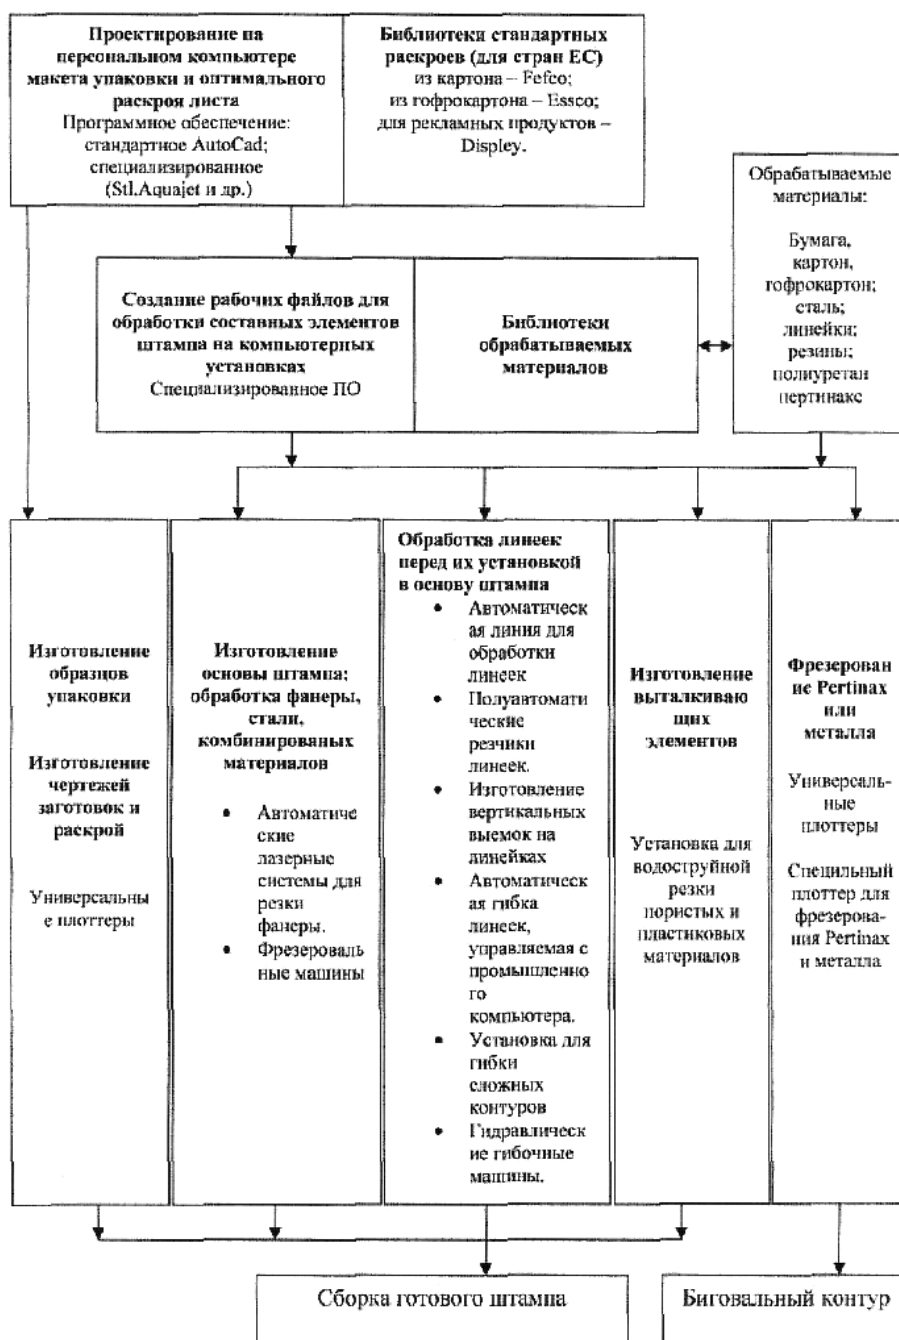 Проектирование на
персональном компьютере
макета упаковки и оптимального
раскроя листа
Программное обеспечение:
стандартное AutoCad;
специализированное
(Stl.Aquajet и др.)
Библиотеки стандартных
раскроев (для стран ЕС)
из картона – Fefco;
из гофрокартона – Essco;
для рекламных продуктов –
Displey.
Обрабатываемые
материалы:
Бумага,
картон,
гофрокартон;
сталь;
линейки;
резины;
полиуретан
пертинакс
Создание рабочих файлов для
обработки составных элементов
штампа на компьютерных
установках
Специализированное ПО
Библиотеки
обрабатываемых
материалов
Изготовление
образцов
упаковки
Изготовление
чертежей
заготовок и
раскрой
Универсальны
е плоттеры
Изготовление
основы штампа;
обработка фанеры,
стали,
комбинированых
материалов
• Автоматиче
ские
лазерные
системы для
резки
фанеры.
• Фрезероваль
ные машины
Обработка линеек
перед их установкой
в основу штампа
• Автоматическ
ая линия для
обработки
линеек
• Полуавтомати
ческие
резчики
линеек.
• Изготовление
вертикальных
выемок на
линейках
• Автоматическ
ая гибка
линеек,
управляемая с
промышленно
го
компьютера.
• Установка для
гибки
сложных
контуров
• Гидравлическ
ие гибочные
машины.
Изготовление
выталкиваю
щих
элементов
Установка для
водоструйной
резки
пористых и
пластиковых
материалов
Фрезерован
ие Pertinax
или
металла
Универсаль-
ные
плоттеры
Специльный
плоттер для
фрезерова-
ния Pertinax
и металла
Сборка готового штампа
Биговальный контур